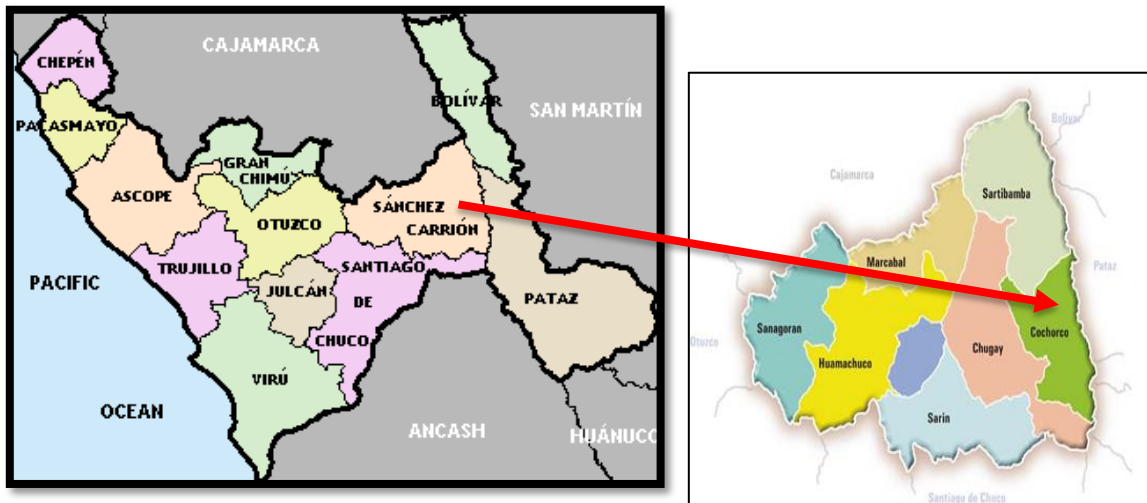 CAJAMARCA
CHEPÉN
BOLÍVAR
SAN MARTÍN
PACASMAYO
GRAN
CHIMÚ
ASCOPE
OTUZCO
SÁNCHEZ
CARRIÓN
TRUJILLO
SANTIAGO
PACIFIC
JULCÁN
DE
PATAZ
CHUCO
VIRÚ
OCEAN
ANCASH
HUÁNUCO
Bolivar
Cajamarca
Sartibamba
Marcabal
Pataz
Sanagoran
Cochorco
Otuzco
Huamachuco
Chugay
Sarin
Santiago de Chuco